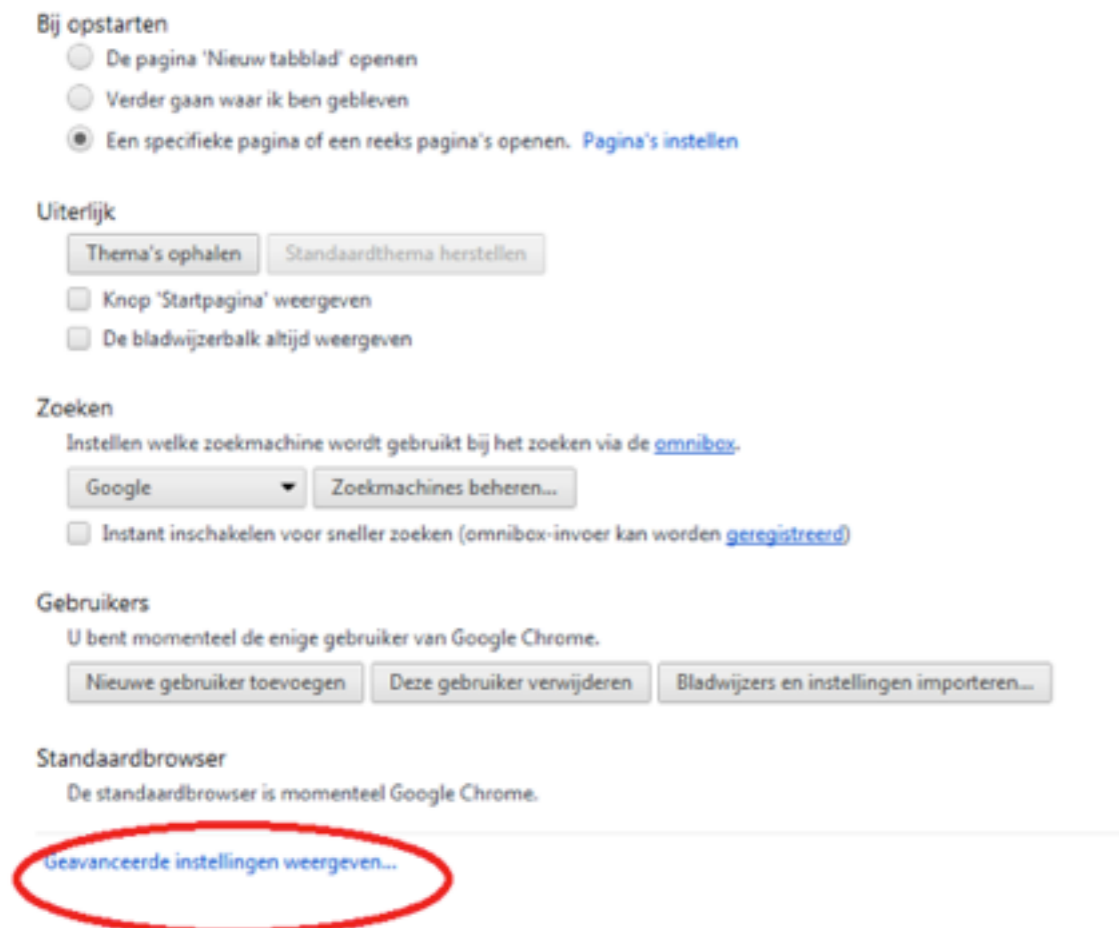 Bij opstarten
De pagina 'Nieuw tabblad' openen
Verder gaan waar ik ben gebleven
Een specifieke pagina of een reeks pagina's openen. Pagina's instellen
Uiterlijk
Thema's ophalen Standaardthema herstellen
Knop 'Startpagina' weergeven
De bladwijzerbalk altijd weergeven
Zoeken
Instellen welke zoekmachine wordt gebruikt bij het zoeken via de omnibox.
Google Zoekmachines beheren...
Instant inschakelen voor sneller zoeken (omnibox-invoer kan worden geregistreerd)
Gebruikers
U bent momenteel de enige gebruiker van Google Chrome.
Nieuwe gebruiker toevoegen Deze gebruiker verwijderen Bladwijzers en instellingen importeren...
Standaardbrowser
De standaardbrowser is momenteel Google Chrome.
Geavanceerde instellingen weergeven...